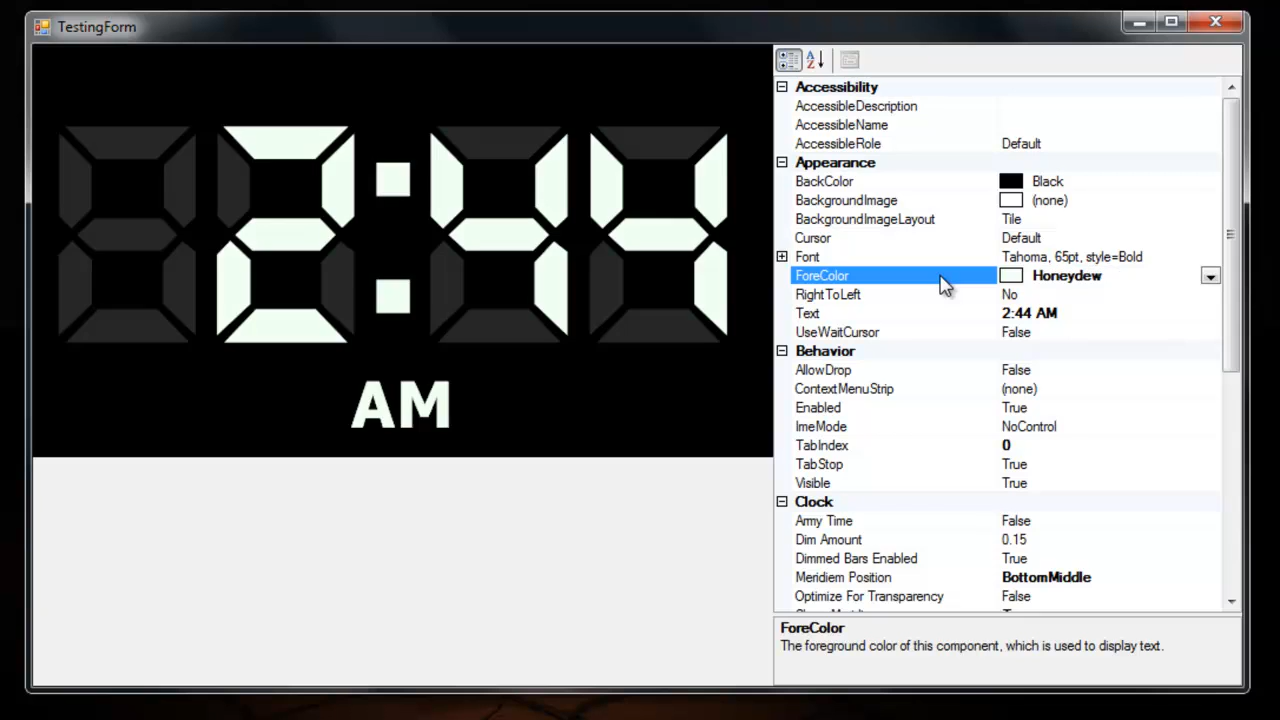 TestingForm
2:44
AM
Accessibility
AccessibleDescription
AccessibleName
AccessibleRole Default
Appearance
BackColor Black
BackgroundImage (none)
BackgroundImageLayout Tile
Cursor Default
Font Tahoma, 65pt, style=Bold
ForeColor Honeydew
RightToLeft No
Text 2:44 AM
UseWaitCursor False
Behavior
AllowDrop False
ContextMenuStrip (none)
Enabled True
ImeMode NoControl
TabIndex 0
TabStop True
Visible True
Clock
Army Time False
Dim Amount 0.15
Dimmed Bars Enabled True
Meridiem Position BottomMiddle
Optimize For Transparency False
ForeColor
The foreground color of this component, which is used to display text.